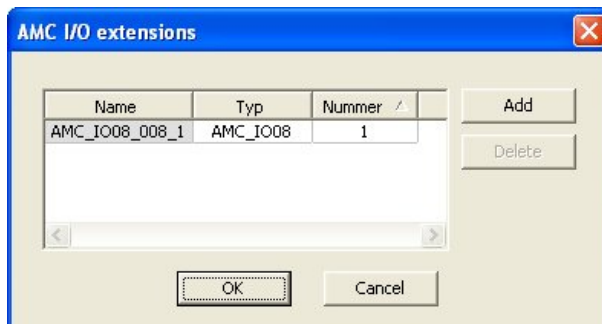 AMC I/O extensions
Name Typ Nummer
AMC_IO08_008_1 AMC_IO08 1
Add
Delete
OK Cancel